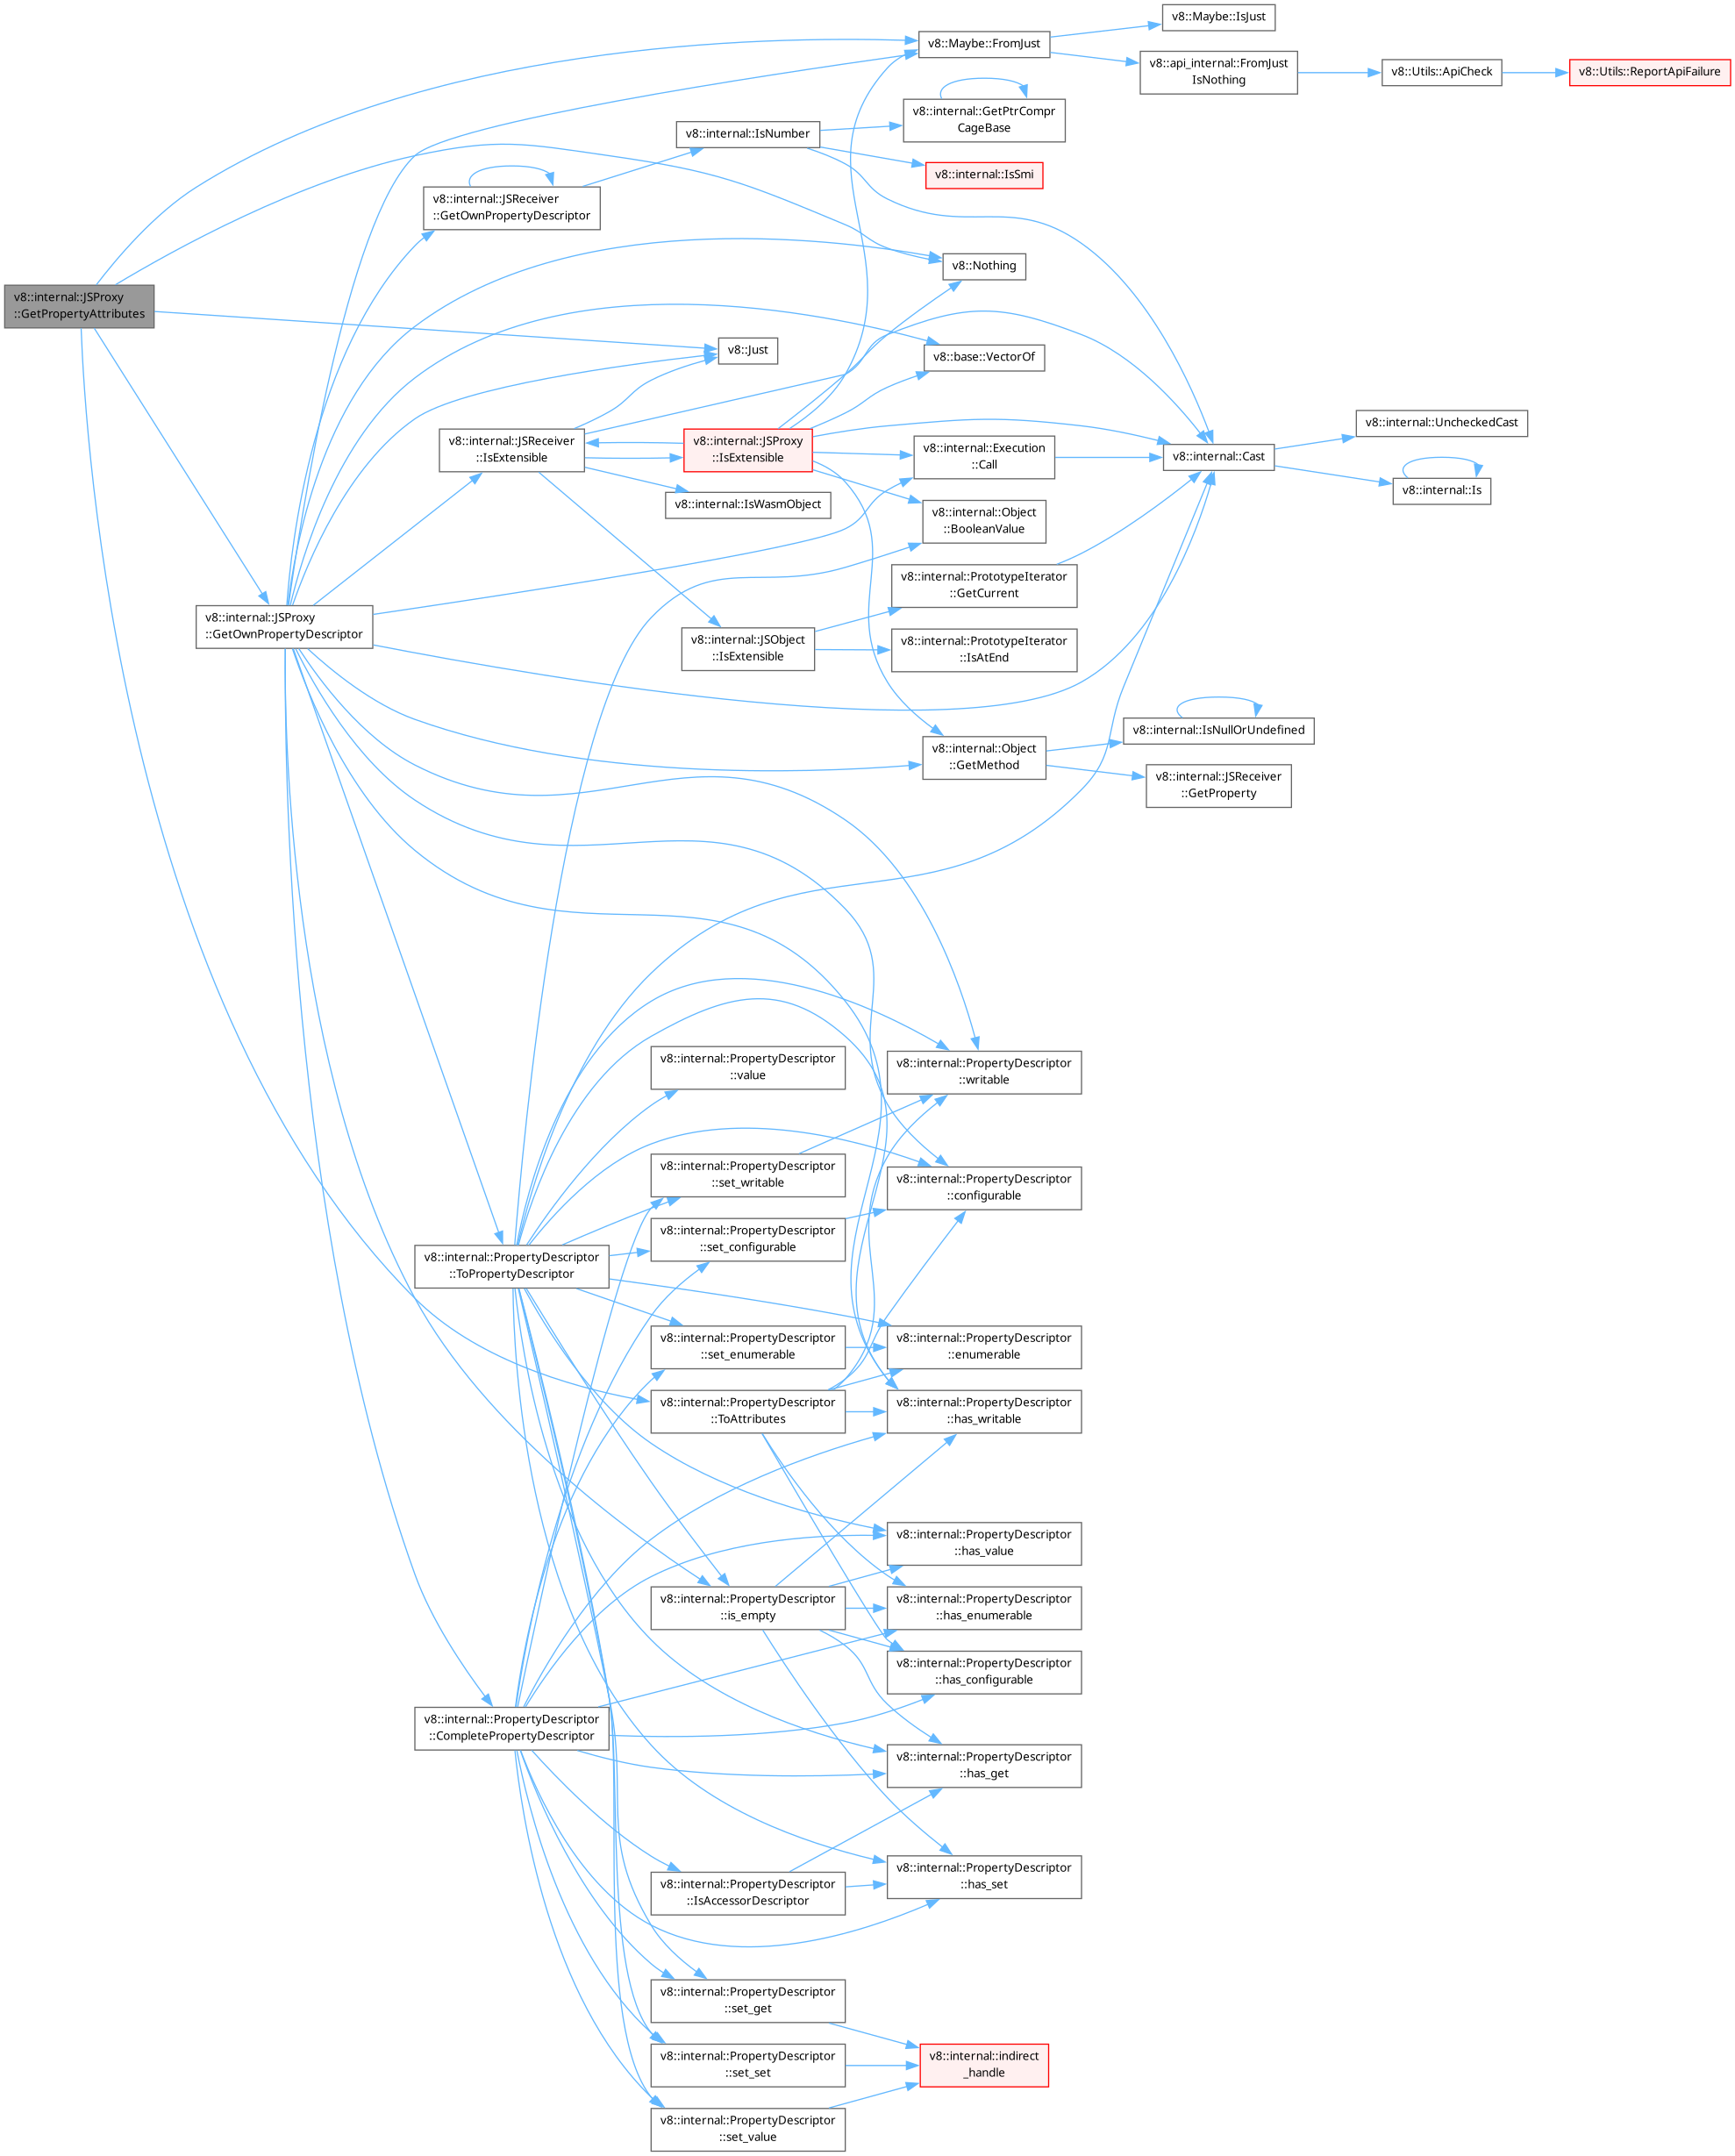 v8::Maybe::IsJust
v8::Maybe::FromJust
v8::api_internal::FromJust
IsNothing
v8::Utils::ApiCheck
v8::Utils::ReportApiFailure
v8::internal::GetPtrCompr
CageBase
v8::internal::IsNumber
v8::internal::IsSmi
v8::internal::JSReceiver
::GetOwnPropertyDescriptor
v8::Nothing
v8::internal::JSProxy
::GetPropertyAttributes
v8::Just
v8::base::VectorOf
v8::internal::UncheckedCast
v8::internal::JSReceiver
::IsExtensible
v8::internal::JSProxy
::IsExtensible
v8::internal::Execution
::Call
v8::internal::Cast
v8::internal::Is
v8::internal::IsWasmObject
v8::internal::Object
::BooleanValue
v8::internal::PrototypeIterator
::GetCurrent
v8::internal::JSProxy
::GetOwnPropertyDescriptor
v8::internal::JSObject
::IsExtensible
v8::internal::PrototypeIterator
::IsAtEnd
v8::internal::IsNullOrUndefined
v8::internal::Object
::GetMethod
v8::internal::JSReceiver
::GetProperty
v8::internal::PropertyDescriptor
::value
v8::internal::PropertyDescriptor
::writable
v8::internal::PropertyDescriptor
::set_writable
v8::internal::PropertyDescriptor
::configurable
v8::internal::PropertyDescriptor
::set_configurable
v8::internal::PropertyDescriptor
::ToPropertyDescriptor
v8::internal::PropertyDescriptor
::set_enumerable
v8::internal::PropertyDescriptor
::enumerable
v8::internal::PropertyDescriptor
::ToAttributes
v8::internal::PropertyDescriptor
::has_writable
v8::internal::PropertyDescriptor
::has_value
v8::internal::PropertyDescriptor
::is_empty
v8::internal::PropertyDescriptor
::has_enumerable
v8::internal::PropertyDescriptor
::has_configurable
v8::internal::PropertyDescriptor
::CompletePropertyDescriptor
v8::internal::PropertyDescriptor
::has_get
v8::internal::PropertyDescriptor
::IsAccessorDescriptor
v8::internal::PropertyDescriptor
::has_set
v8::internal::PropertyDescriptor
::set_get
v8::internal::PropertyDescriptor
::set_set
v8::internal::indirect
_handle
v8::internal::PropertyDescriptor
::set_value